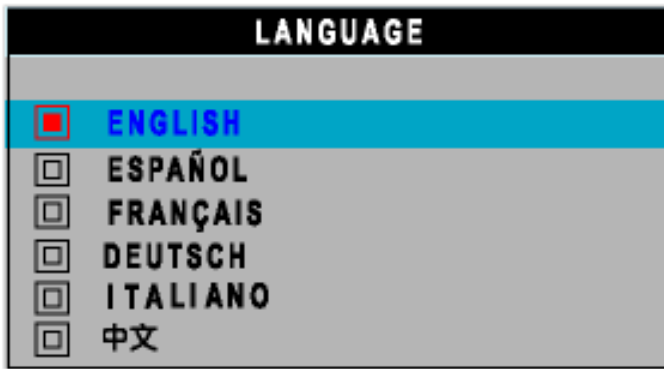 LANGUAGE
ENGLISH
ESPAÑOL
FRANÇAIS
DEUTSCH
ITALIANO
中文